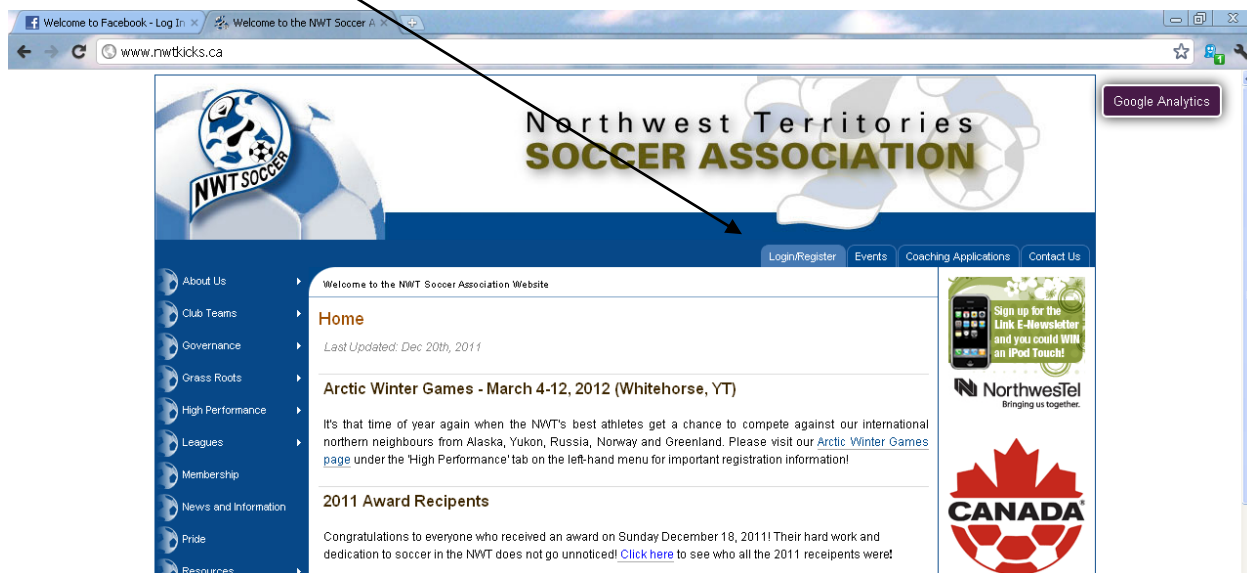 Welcome to Facebook - Log In
Welcome to the NWT Soccer A
www.nwtkicks.ca
Google Analytics
NWT SOCCER
Northwest Territories
SOCCER ASSOCIATION
Login/Register Events Coaching Applications Contact Us
About Us
Club Teams
Governance
Grass Roots
High Performance
Leagues
Membership
News and Information
Pride
Resources
Welcome to the NWT Soccer Association Website
Home
Last Updated: Dec 20th, 2011
Arctic Winter Games - March 4-12, 2012 (Whitehorse, YT)
It's that time of year again when the NWT's best athletes get a chance to compete against our international
northern neighbours from Alaska, Yukon, Russia, Norway and Greenland. Please visit our Arctic Winter Games
page under the 'High Performance' tab on the left-hand menu for important registration information!
2011 Award Recipents
Congratulations to everyone who received an award on Sunday December 18, 2011! Their hard work and
dedication to soccer in the NWT does not go unnoticed! Click here to see who all the 2011 receipents were!
Sign up for the
Link E-Newsletter
and you could WIN
an IPod Touch!
NorthwesTel
Bringing us together.
CANADA